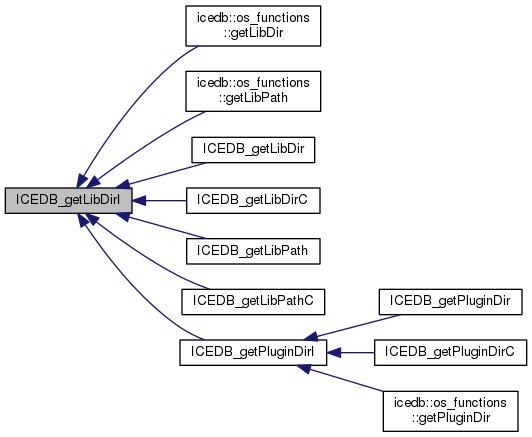 icedb::os_functions
::getLibDir
icedb::os_functions
::getLibPath
ICEDB_getLibDir
ICEDB_getLibDirI
ICEDB_getLibDirC
ICEDB_getLibPath
ICEDB_getLibPathC
ICEDB_getPluginDir
ICEDB_getPluginDirI
ICEDB_getPluginDirC
icedb::os_functions
::getPluginDir